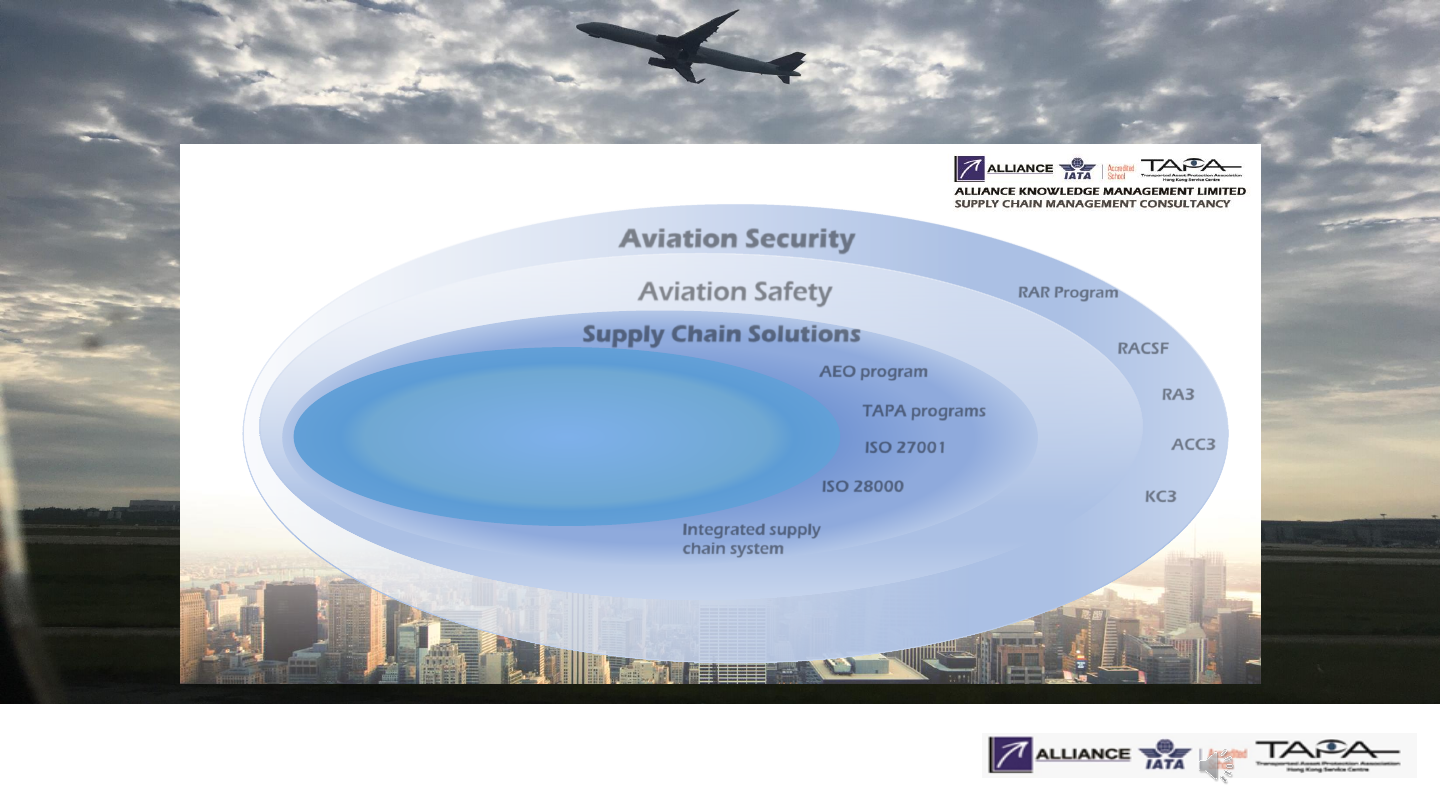 ALLIANCE IATA Accredited School TAPA
Transported Asset Protection Association
Hong Kong Service Centre
ALLIANCE KNOWLEDGE MANAGEMENT LIMITED
SUPPLY CHAIN MANAGEMENT CONSULTANCY
Aviation Security
Aviation Safety
RAR Program
Supply Chain Solutions
RACSF
AEO program
RA3
TAPA programs
ISO 27001
ACC3
ISO 28000
KC3
Integrated supply
chain system
ALLIANCE IATA Accredited TAPA
Transported Asset Protection Association
Hong Kong Service Centre